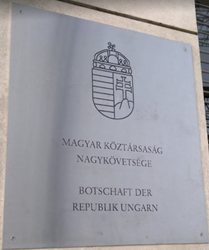 MAGYAR KÖZTÁRSASÁG
NAGYKÖVETSÉGE
BOTSCHAFT DER
REPUBLIK UNGARN